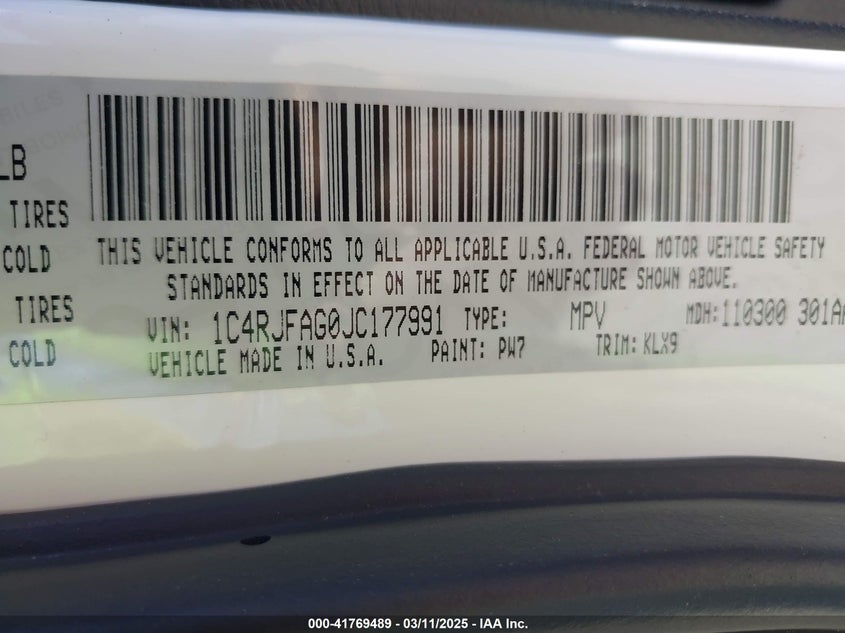 LB
TIRES
COLD
TIRES
COLD
THIS VEHICLE CONFORMS TO ALL APPLICABLE U.S.A. FEDERAL MOTOR VEHICLE SAFETY
STANDARDS IN EFFECT ON THE DATE OF MANUFACTURE SHOWN ABOVE.
VIN: 1C4RJFAG0JC177991 TYPE: MPV MDH:110300 301AA
VEHICLE MADE IN U.S.A. PAINT: PW7 TRIM: KLX9
000-41769489 - 03/11/2025 - IAA Inc.